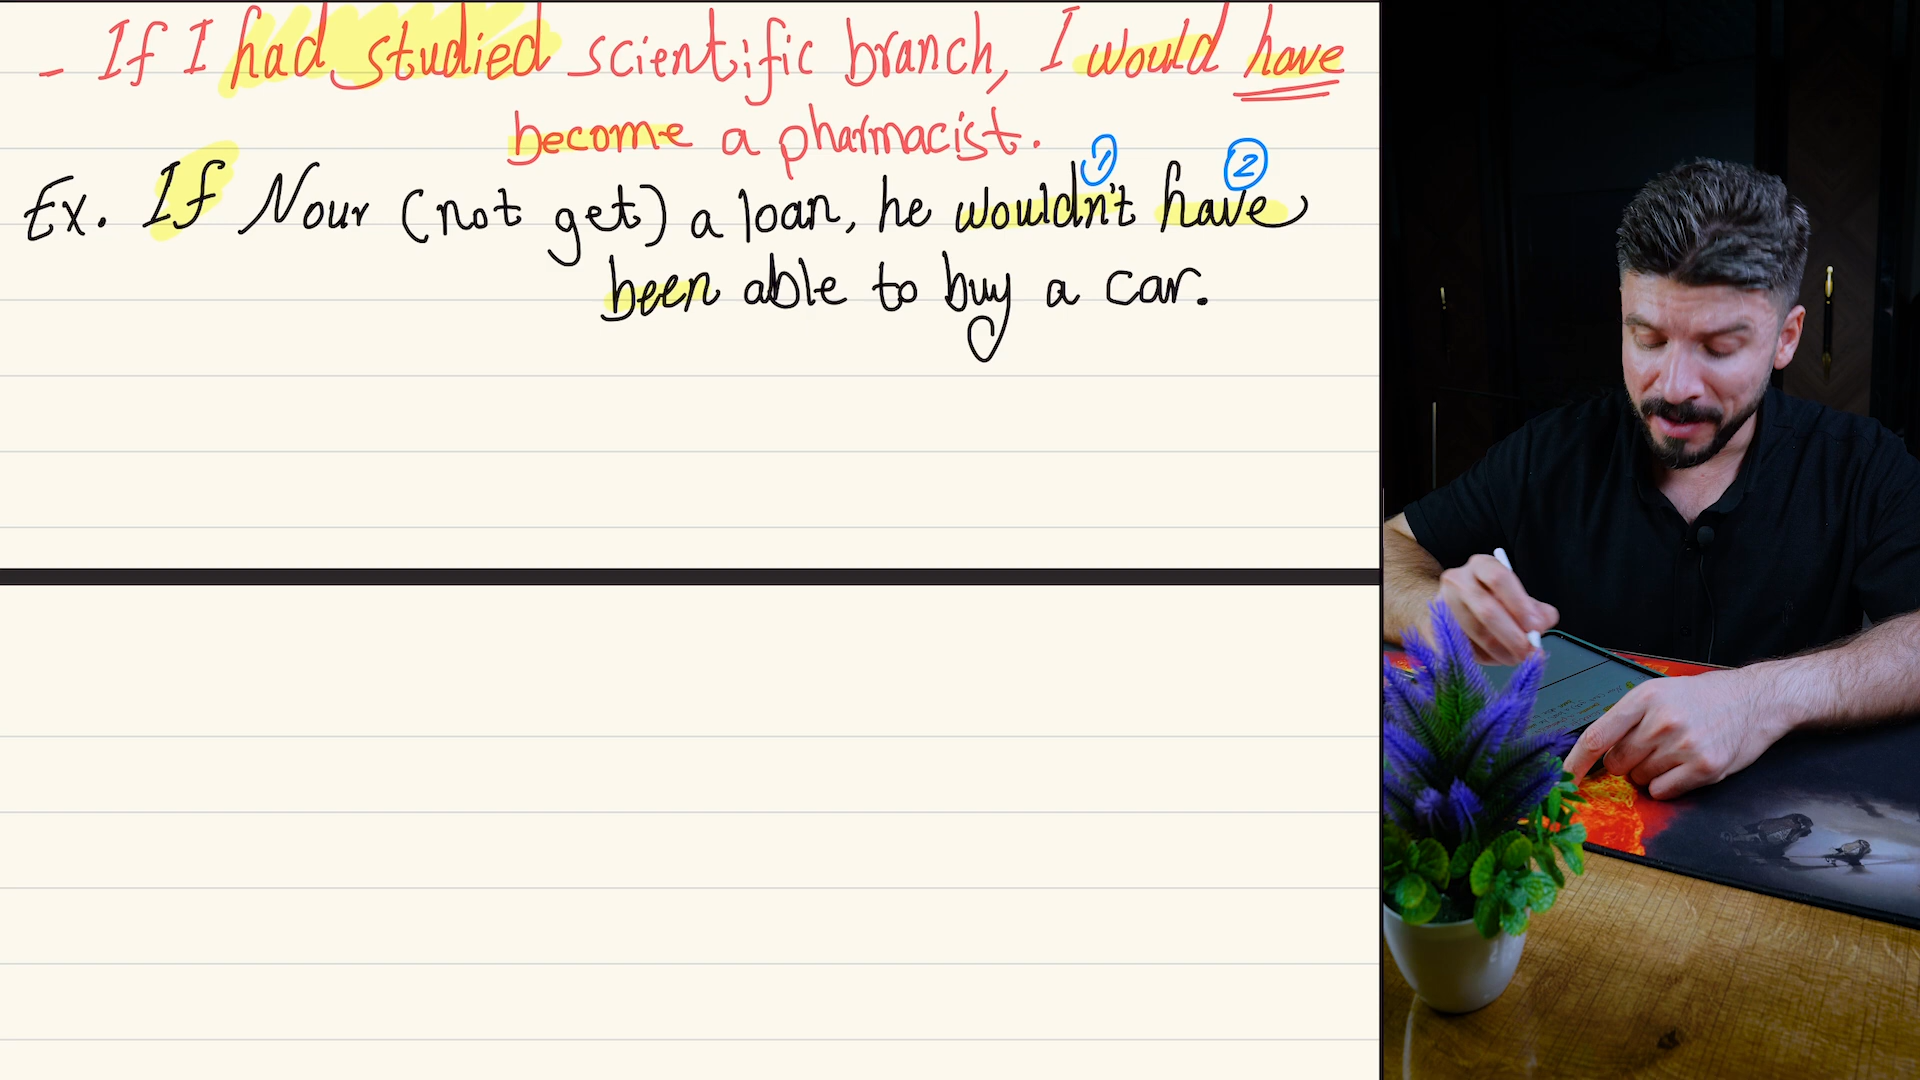 - If I had studied scientific branch, I would have
become a pharmacist.
1 2
Ex. If Nour (not get) a loan, he wouldn't have
been able to buy a car.